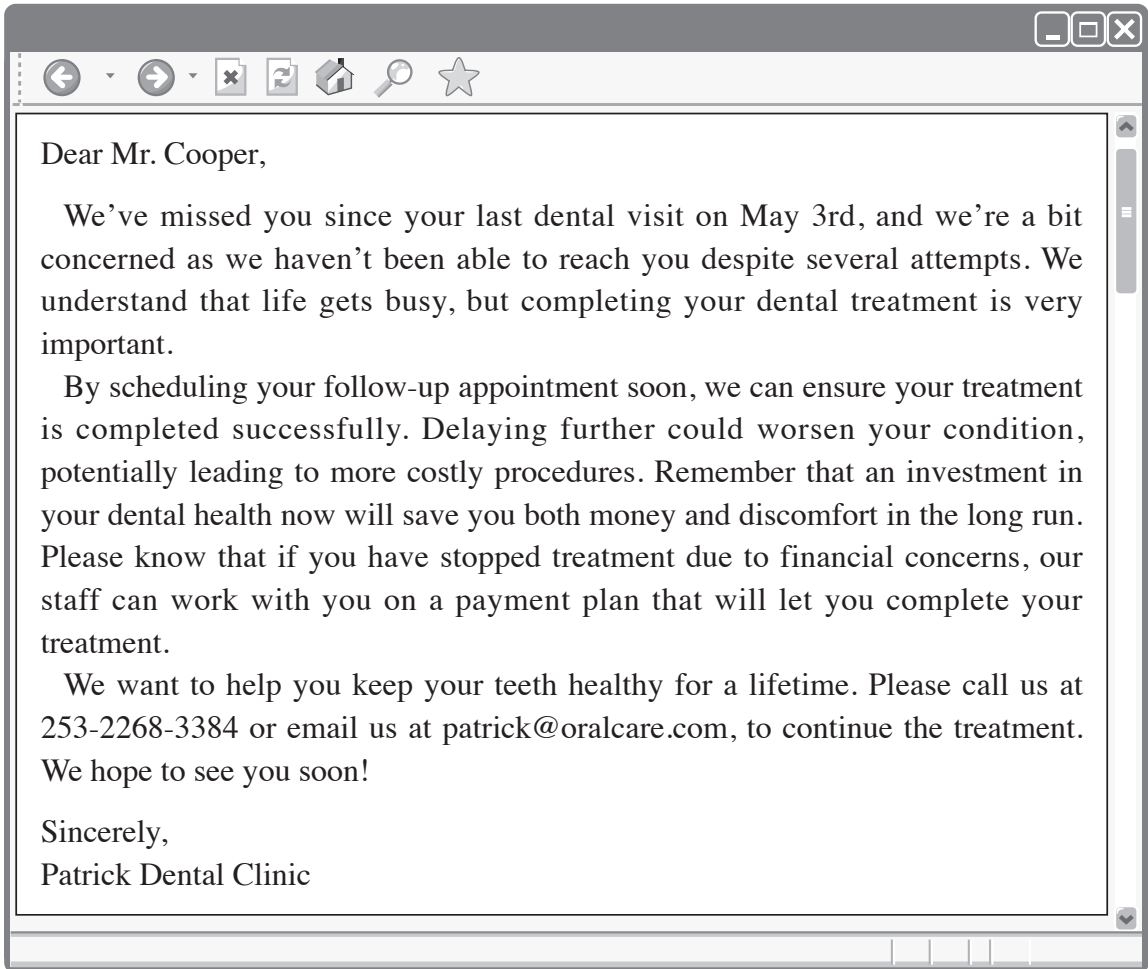 Dear Mr. Cooper,
We've missed you since your last dental visit on May 3rd, and we're a bit
concerned as we haven't been able to reach you despite several attempts. We
understand that life gets busy, but completing your dental treatment is very
important.
By scheduling your follow-up appointment soon, we can ensure your treatment
is completed successfully. Delaying further could worsen your condition,
potentially leading to more costly procedures. Remember that an investment in
your dental health now will save you both money and discomfort in the long run.
Please know that if you have stopped treatment due to financial concerns, our
staff can work with you on a payment plan that will let you complete your
treatment.
We want to help you keep your teeth healthy for a lifetime. Please call us at
253-2268-3384 or email us at patrick@oralcare.com, to continue the treatment.
We hope to see you soon!
Sincerely,
Patrick Dental Clinic